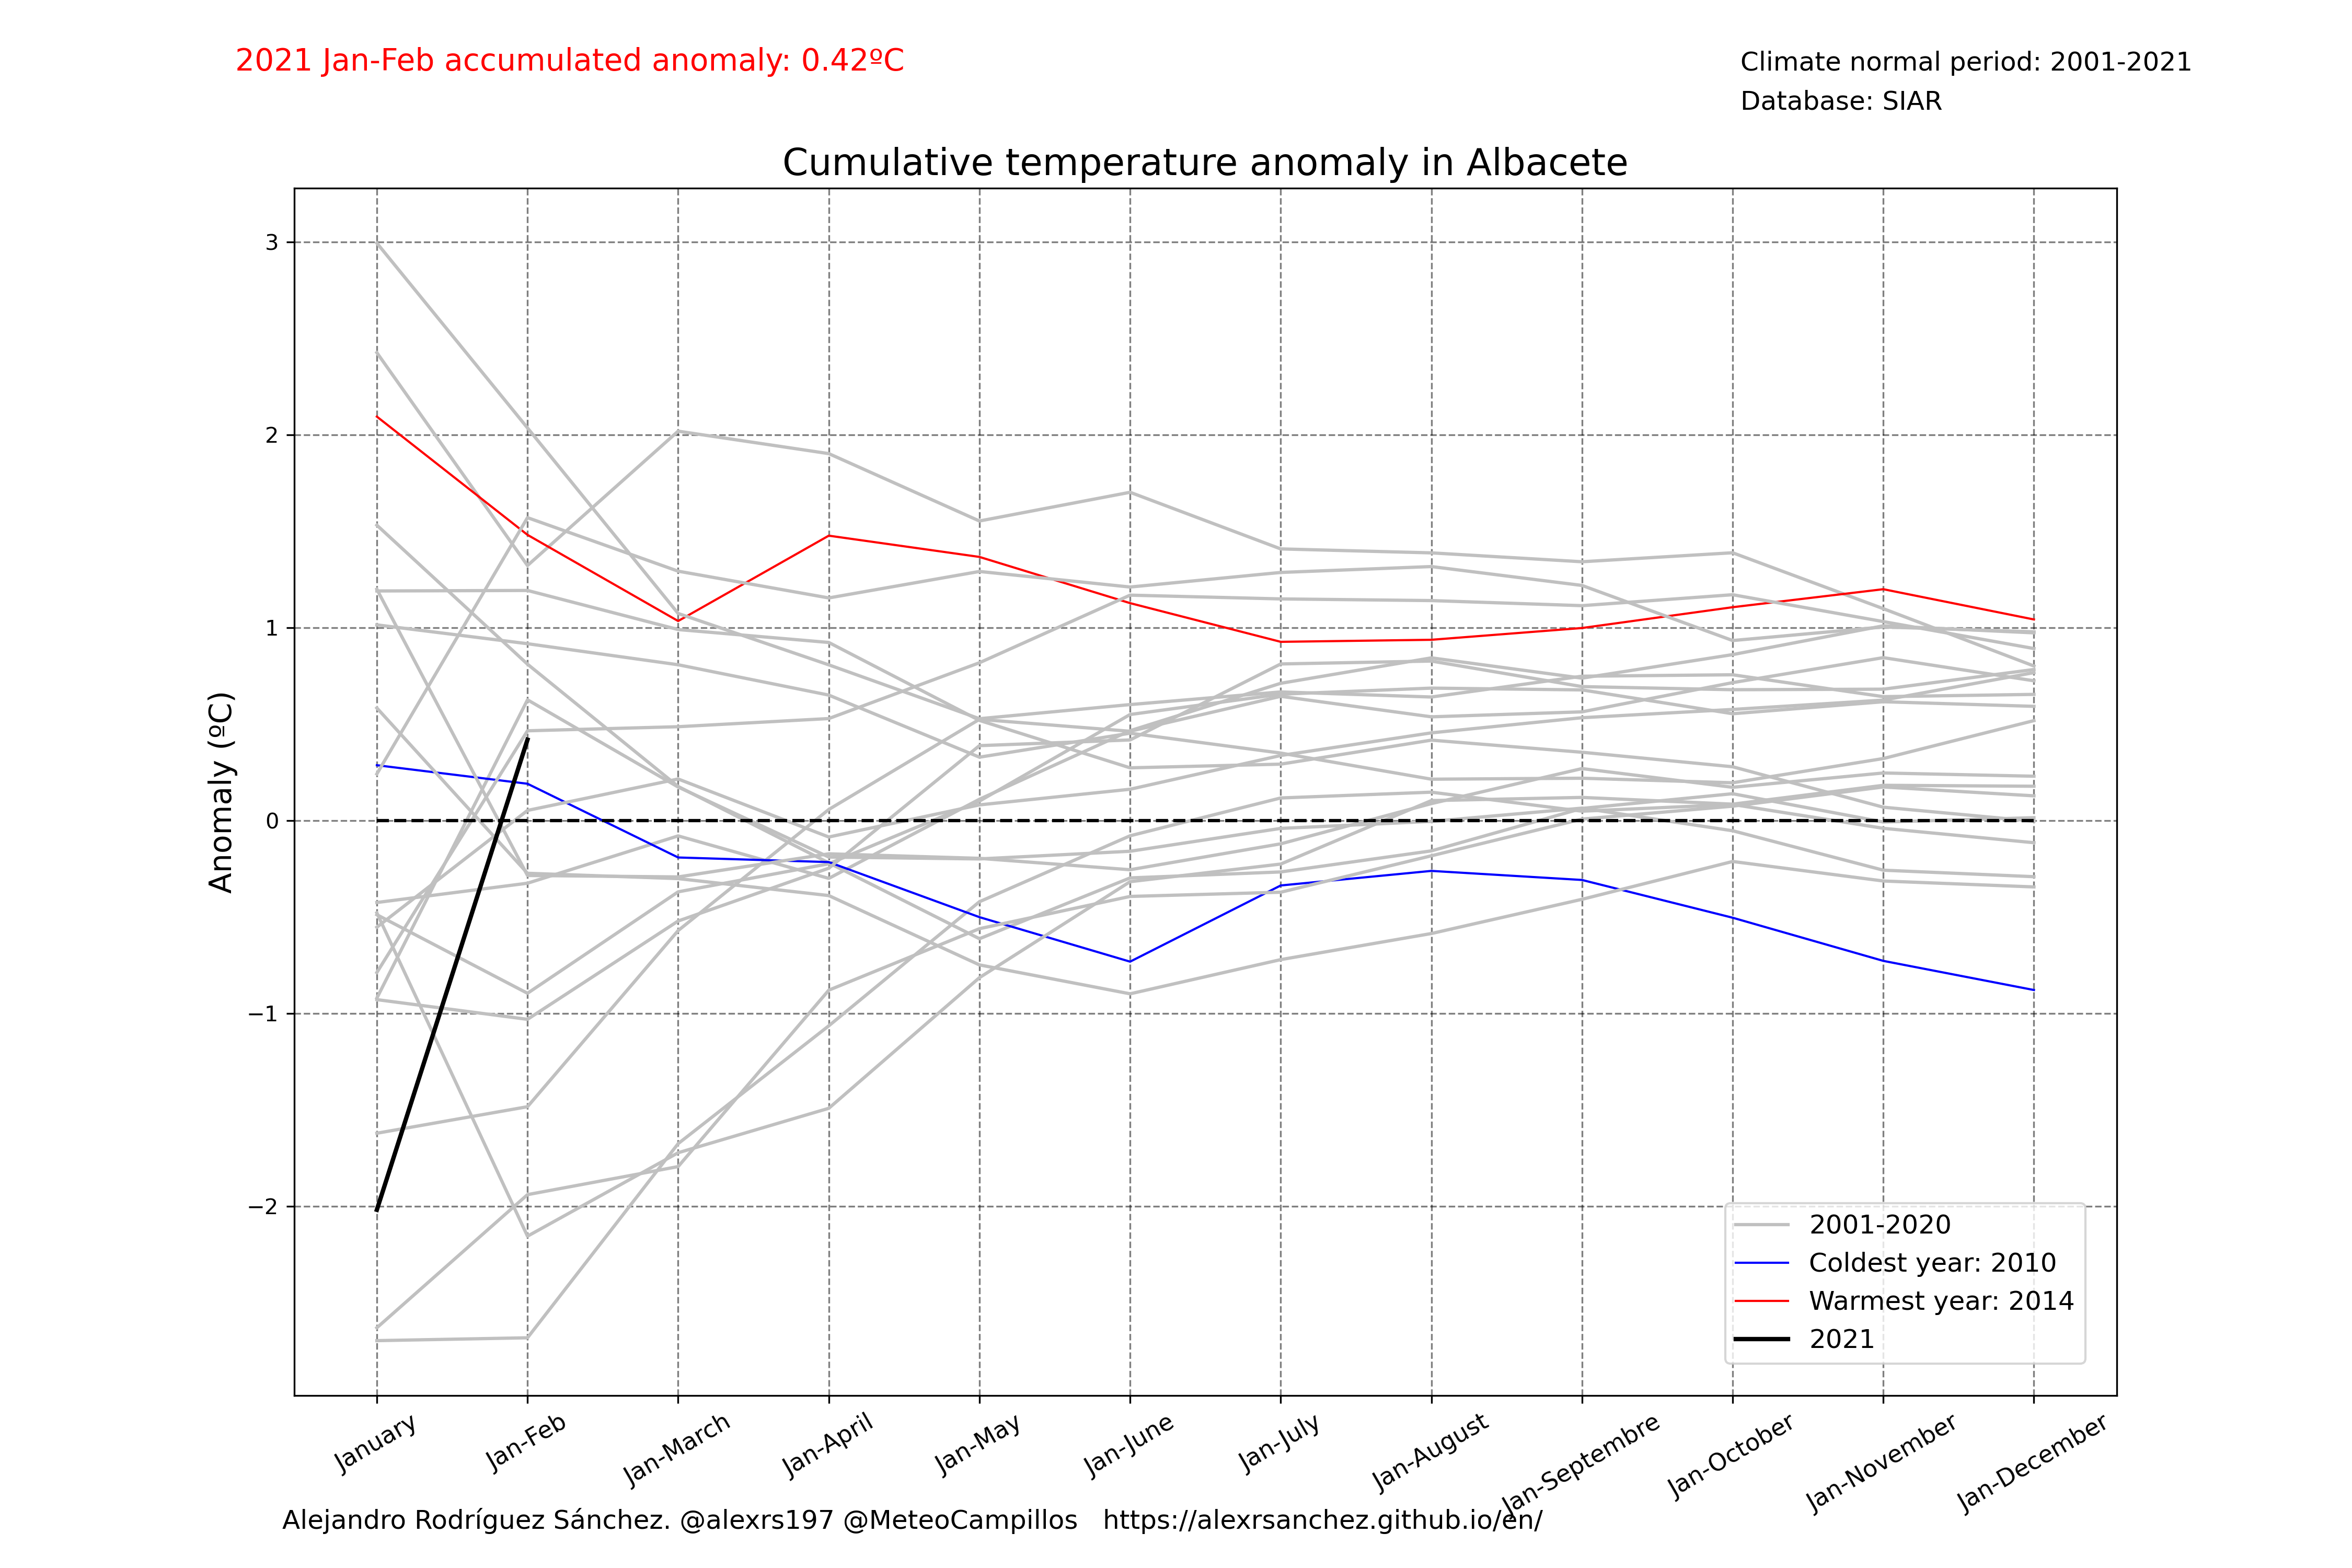 2021 Jan-Feb accumulated anomaly: 0.42ºC
Climate normal period: 2001-2021
Database: SIAR
Cumulative temperature anomaly in Albacete
Anomaly (ºC)
3
2
1
0
−1
−2
2001-2020
Coldest year: 2010
Warmest year: 2014
2021
January
Jan-Feb
Jan-March
Jan-April
Jan-May
Jan-June
Jan-July
Jan-August
Jan-Septembre
Jan-October
Jan-November
Jan-December
Alejandro Rodríguez Sánchez. @alexrs197 @MeteoCampillos https://alexrsanchez.github.io/en/